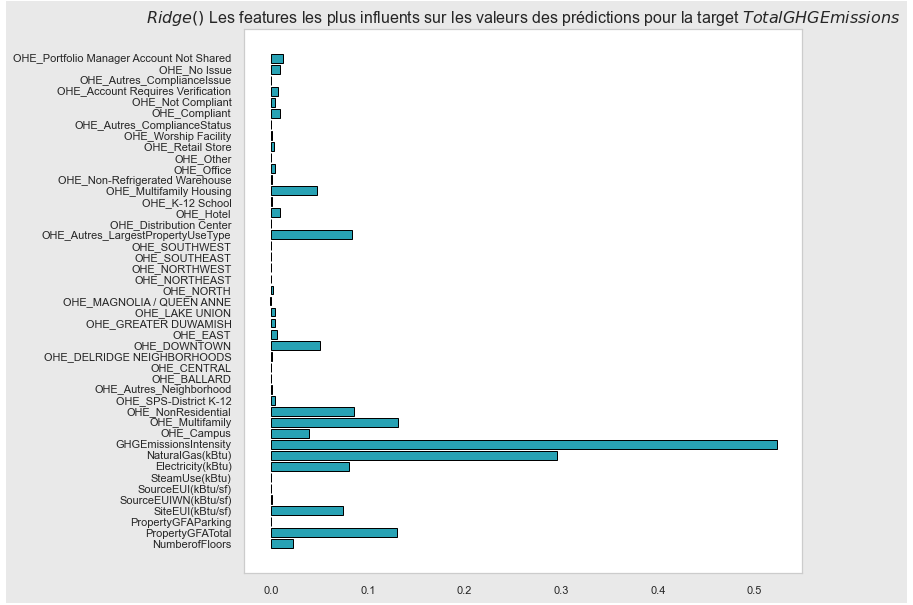 Ridge() Les features les plus influents sur les valeurs des prédictions pour la target TotalGHGEmissions
OHE_Portfolio Manager Account Not Shared
OHE_No Issue
OHE_Autres_ComplianceIssue
OHE_Account Requires Verification
OHE_Not Compliant
OHE_Compliant
OHE_Autres_ComplianceStatus
OHE_Worship Facility
OHE_Retail Store
OHE_Other
OHE_Office
OHE_Non-Refrigerated Warehouse
OHE_Multifamily Housing
OHE_K-12 School
OHE_Hotel
OHE_Distribution Center
OHE_Autres_LargestPropertyUseType
OHE_SOUTHWEST
OHE_SOUTHEAST
OHE_NORTHWEST
OHE_NORTHEAST
OHE_NORTH
OHE_MAGNOLIA / QUEEN ANNE
OHE_LAKE UNION
OHE_GREATER DUWAMISH
OHE_EAST
OHE_DOWNTOWN
OHE_DELRIDGE NEIGHBORHOODS
OHE_CENTRAL
OHE_BALLARD
OHE_Autres_Neighborhood
OHE_SPS-District K-12
OHE_NonResidential
OHE_Multifamily
OHE_Campus
GHGEmissionsIntensity
NaturalGas(kBtu)
Electricity(kBtu)
SteamUse(kBtu)
SourceEUI(kBtu/sf)
SourceEUIWN(kBtu/sf)
SiteEUI(kBtu/sf)
PropertyGFAParking
PropertyGFATotal
NumberofFloors
0.0 0.1 0.2 0.3 0.4 0.5